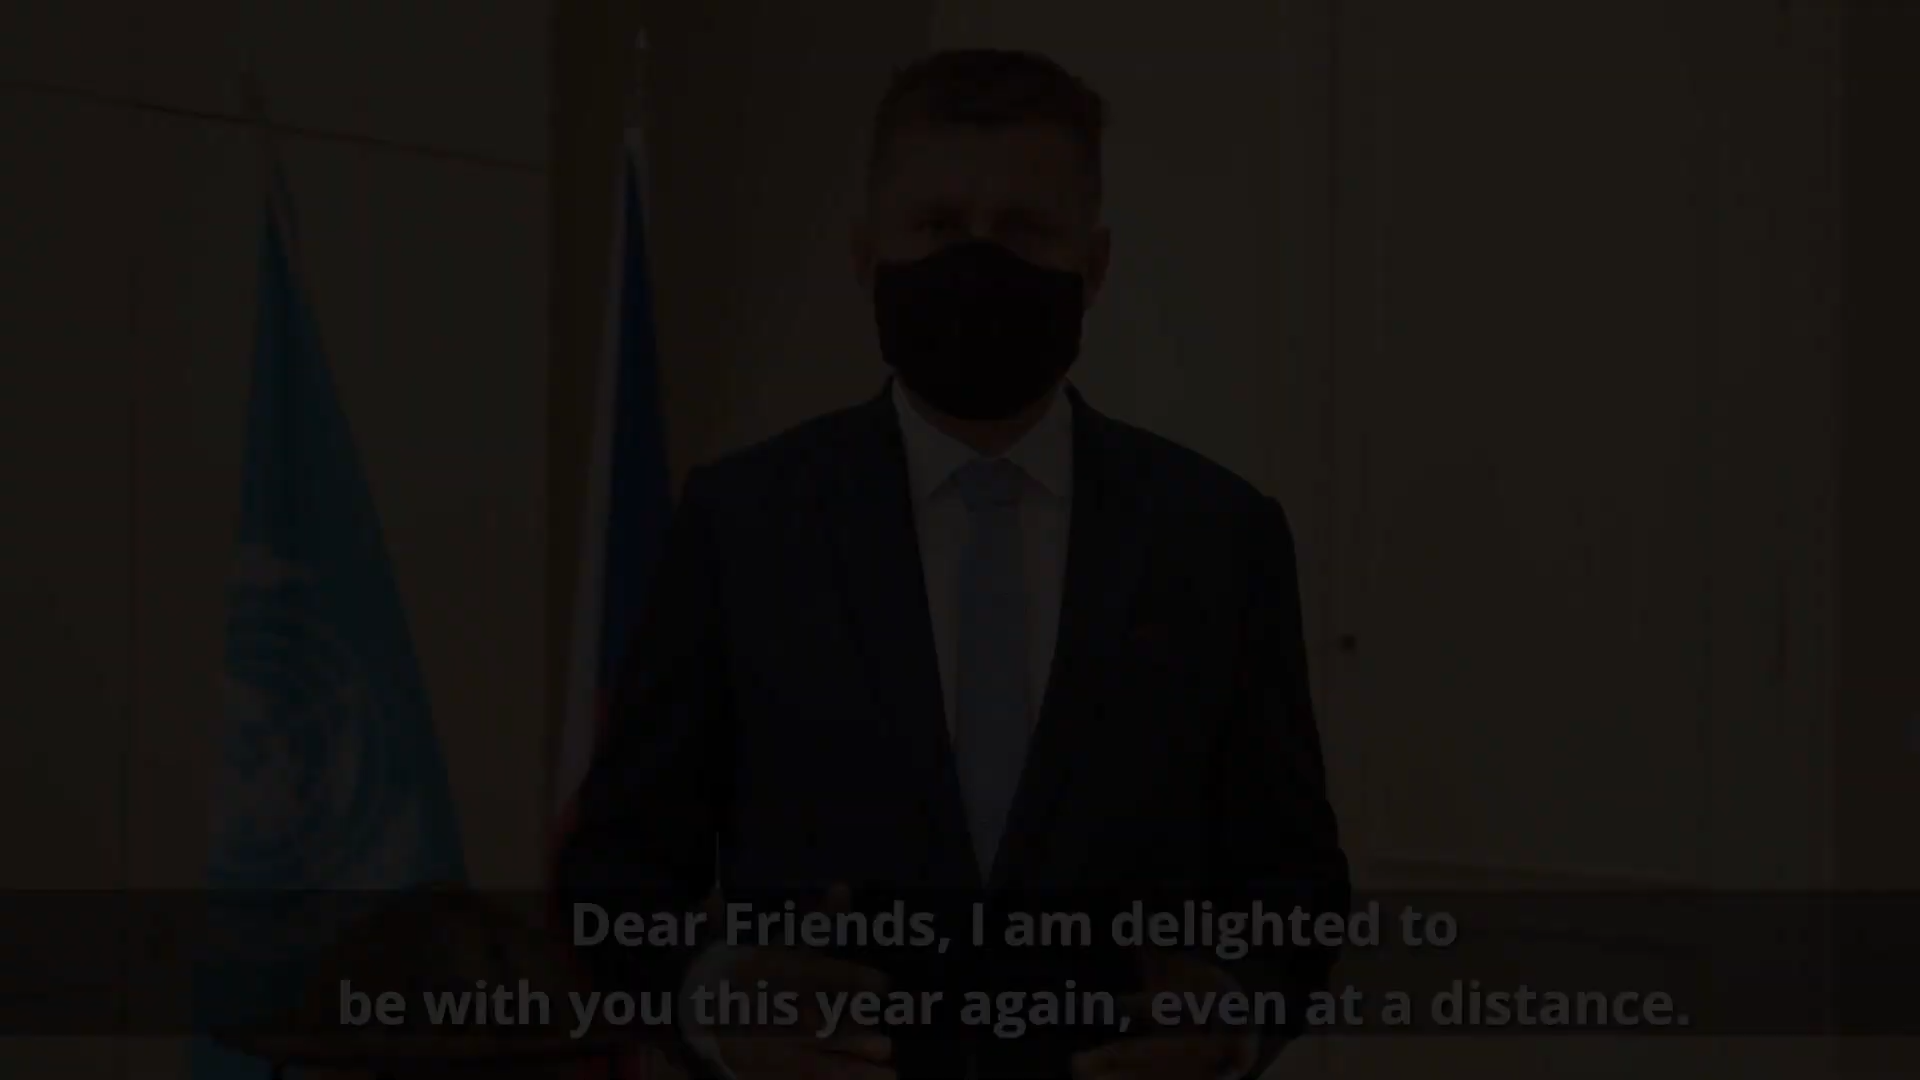 Dear Friends, I am delighted to
be with you this year again, even at a distance.